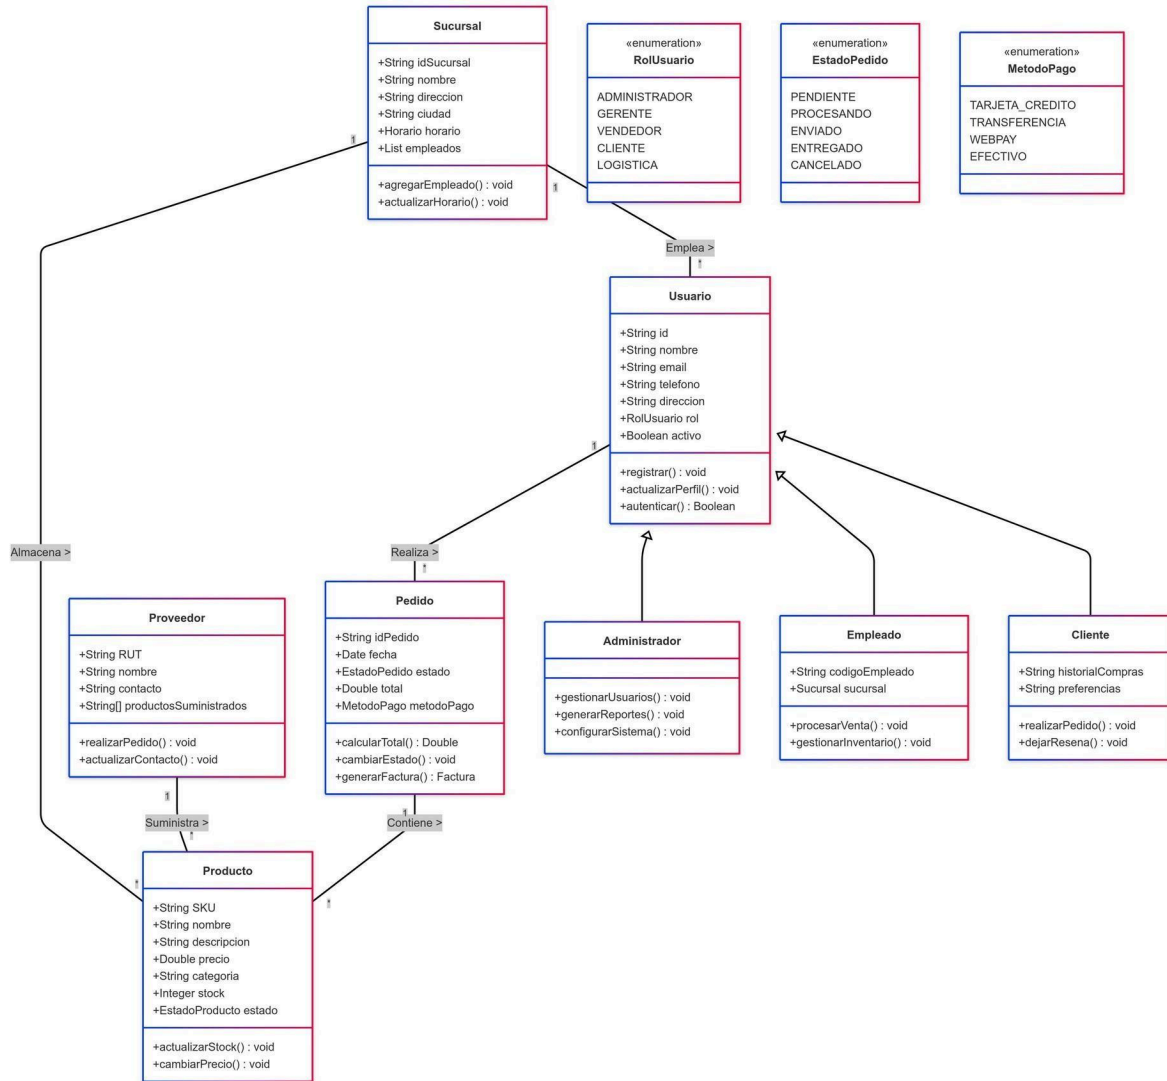 Sucursal
+String idSucursal
+String nombre
+String direccion
+String ciudad
+Horario horario
+List empleados
+agregarEmpleado() : void
+actualizarHorario() : void
«enumeration»
RolUsuario
ADMINISTRADOR
GERENTE
VENDEDOR
CLIENTE
LOGISTICA
«enumeration»
EstadoPedido
PENDIENTE
PROCESANDO
ENVIADO
ENTREGADO
CANCELADO
«enumeration»
MetodoPago
TARJETA_CREDITO
TRANSFERENCIA
WEBPAY
EFECTIVO
1
1
Emplea >
*
Usuario
+String id
+String nombre
+String email
+String telefono
+String direccion
+RolUsuario rol
+Boolean activo
+registrar() : void
+actualizarPerfil() : void
+autenticar() : Boolean
1
Almacena >
Realiza >
*
Proveedor
+String RUT
+String nombre
+String contacto
+String[] productosSuministrados
+realizarPedido() : void
+actualizarContacto() : void
Pedido
+String idPedido
+Date fecha
+EstadoPedido estado
+Double total
+MetodoPago metodoPago
+calcularTotal() : Double
+cambiarEstado() : void
+generarFactura() : Factura
Administrador
+gestionarUsuarios() : void
+generarReportes() : void
+configurarSistema() : void
Empleado
+String codigoEmpleado
+Sucursal sucursal
+procesarVenta() : void
+gestionarInventario() : void
Cliente
+String historialCompras
+String preferencias
+realizarPedido() : void
+dejarResena() : void
1
Suministra >
*
1
Contiene >
*
*
Producto
+String SKU
+String nombre
+String descripcion
+Double precio
+String categoria
+Integer stock
+EstadoProducto estado
+actualizarStock() : void
+cambiarPrecio() : void